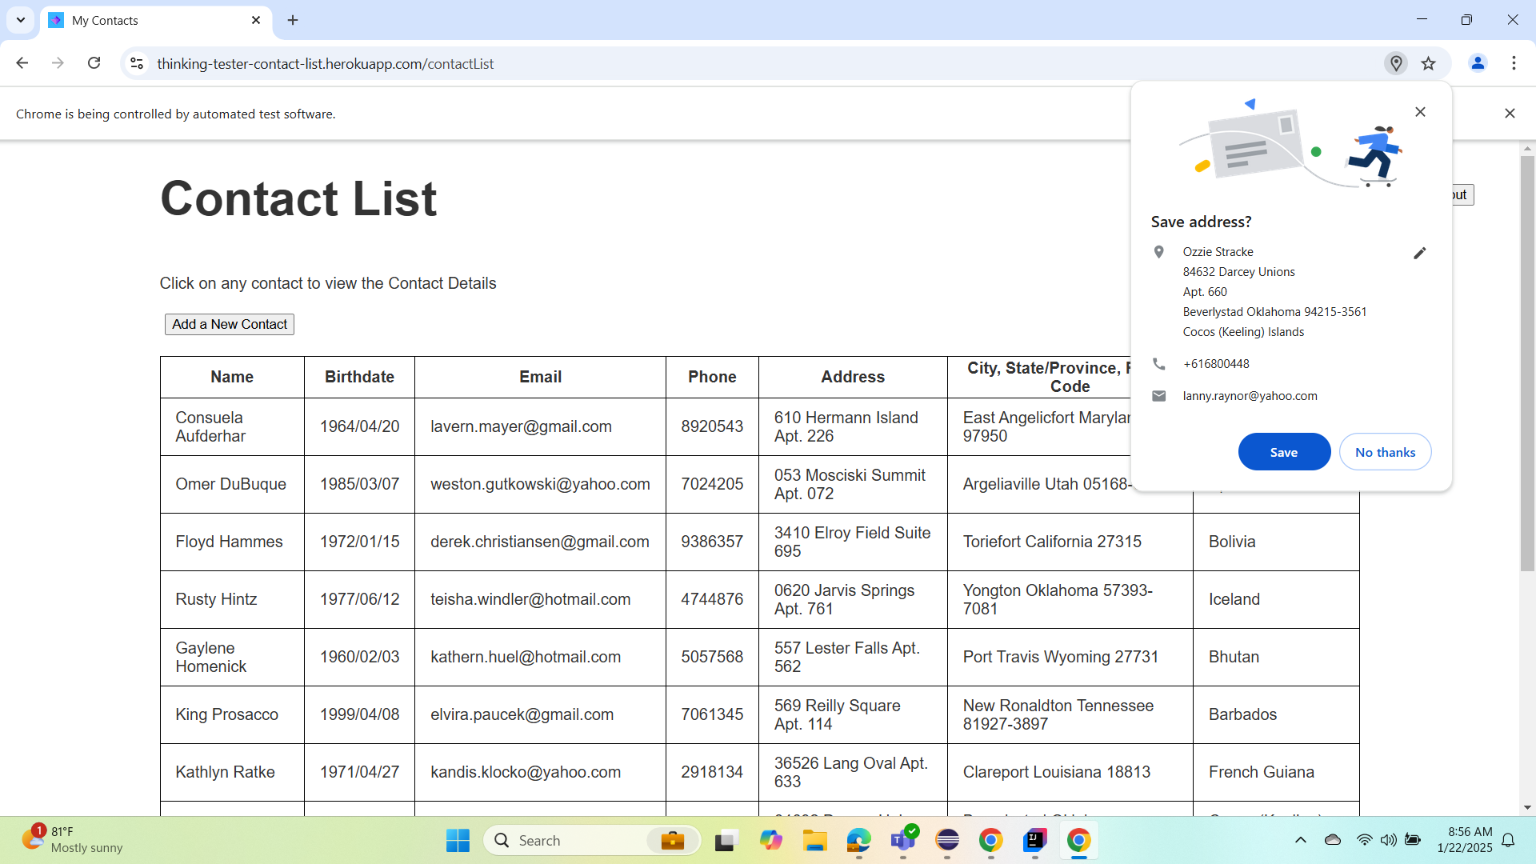 My Contacts
thinking-tester-contact-list.herokuapp.com/contactList
Chrome is being controlled by automated test software.
Contact List
Click on any contact to view the Contact Details
Add a New Contact
Name Birthdate Email Phone Address City, State/Province,
Code
Consuela
Aufderhar
1964/04/20 lavern.mayer@gmail.com 8920543
610 Hermann Island
Apt. 226
East Angelicfort
97950
Omer DuBuque 1985/03/07 weston.gutkowski@yahoo.com 7024205
053 Mosciski Summit
Apt. 072
Argeliaville Utah 05168-
Floyd Hammes 1972/01/15 derek.christiansen@gmail.com 9386357
3410 Elroy Field Suite
695
Toriefort California 27315 Bolivia
Rusty Hintz 1977/06/12 teisha.windler@hotmail.com 4744876
0620 Jarvis Springs
Apt. 761
Yongton Oklahoma 57393-
7081
Iceland
Gaylene
Homenick
1960/02/03 kathern.huel@hotmail.com 5057568
557 Lester Falls Apt.
562
Port Travis Wyoming 27731 Bhutan
King Prosacco 1999/04/08 elvira.paucek@gmail.com 7061345
569 Reilly Square
Apt. 114
New Ronaldton Tennessee
81927-3897
Barbados
Kathlyn Ratke 1971/04/27 kandis.klocko@yahoo.com 2918134
36526 Lang Oval Apt.
633
Clareport Louisiana 18813 French Guiana
Save address?
Ozzie Stracke
84632 Darcey Unions
Apt. 660
Beverlystad Oklahoma 94215-3561
Cocos (Keeling) Islands
+616800448
lanny.raynor@yahoo.com
Save No thanks
1
81°F
Mostly sunny
Search
8:56 AM
1/22/2025